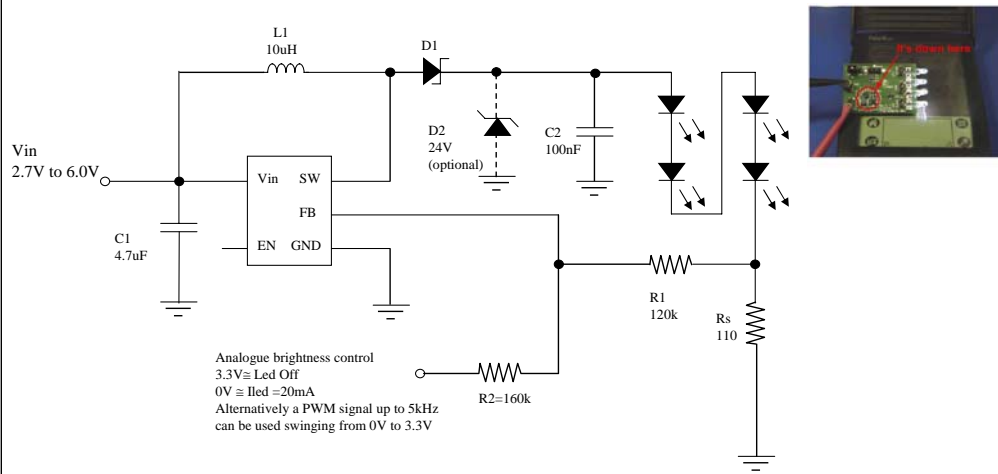 L1
10uH
D1
D2
24V
(optional)
C2
100nF
Vin
2.7V to 6.0V
Vin SW
FB
EN GND
C1
4.7uF
R1
120k
Rs
110
R2=160k
Analogue brightness control
3.3V≅ Led Off
0V ≅ Iled =20mA
Alternatively a PWM signal up to 5kHz
can be used swinging from 0V to 3.3V
It's down here